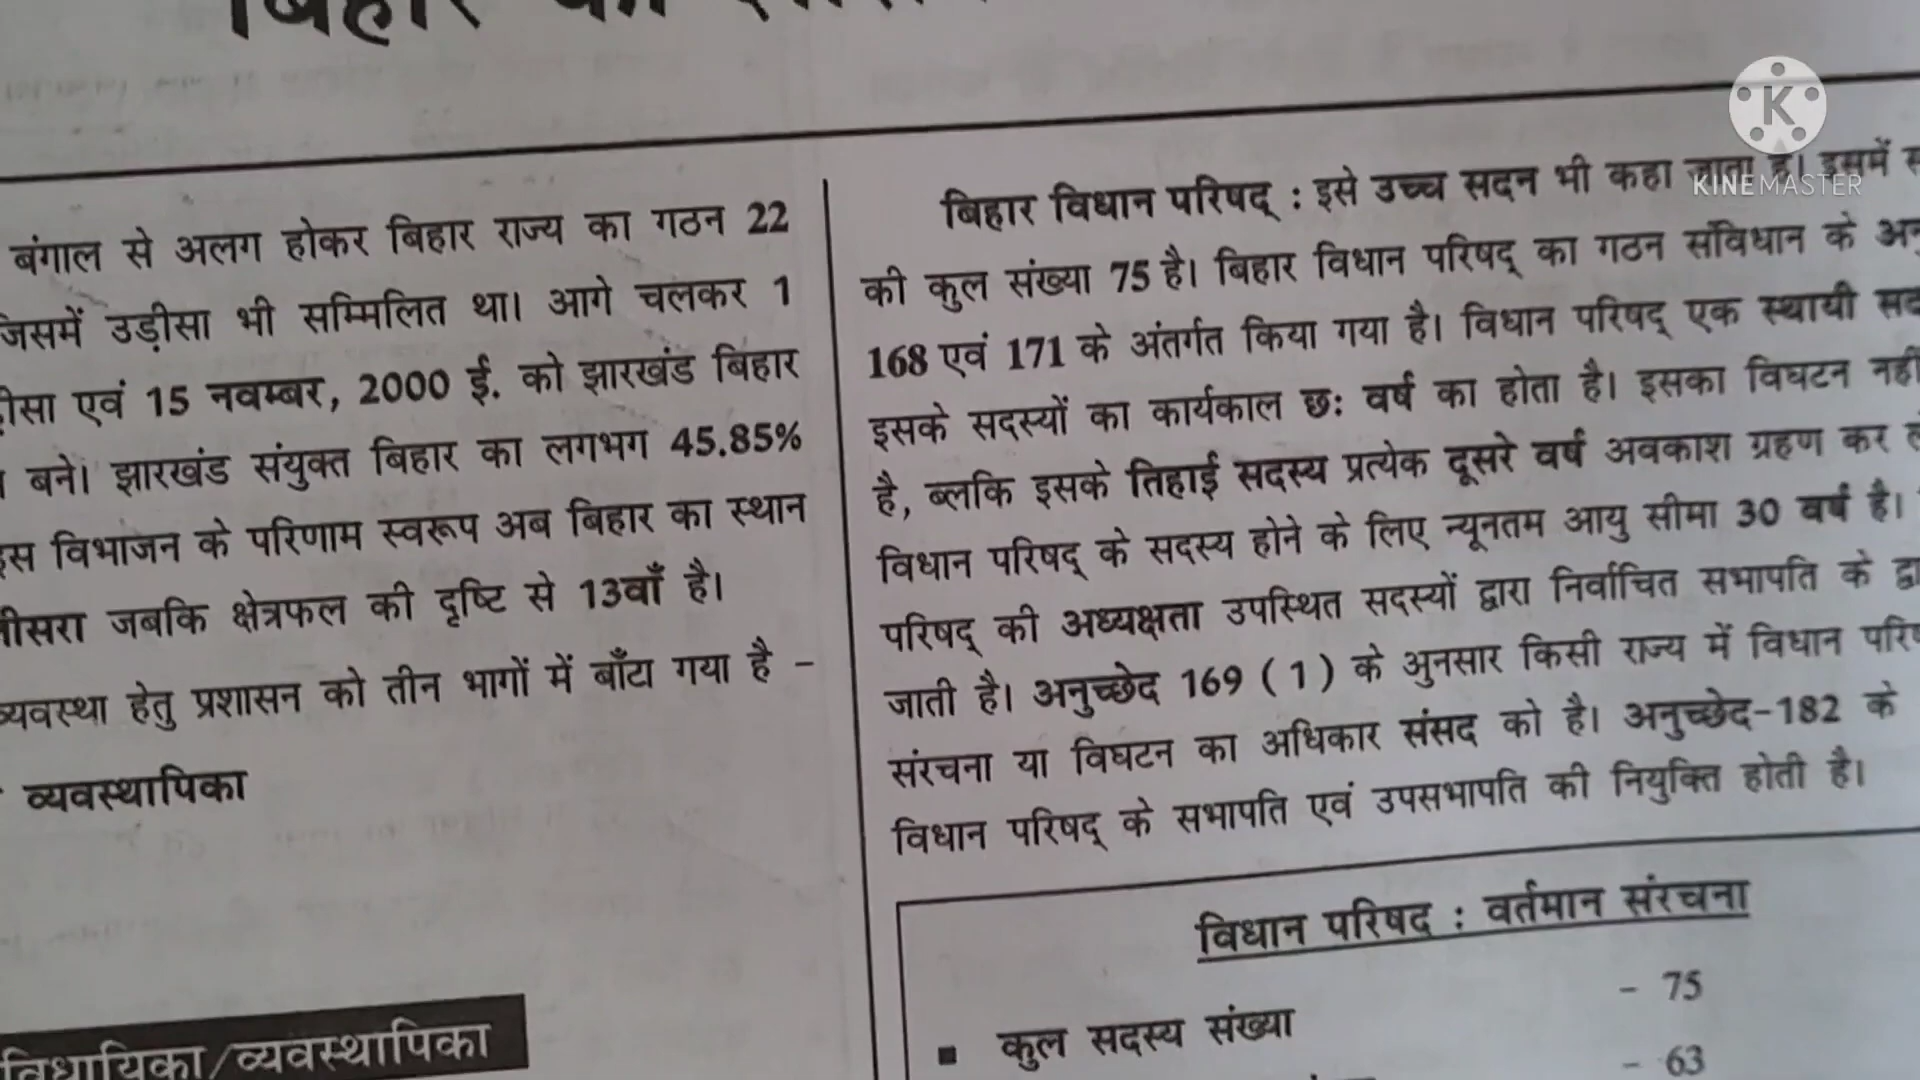 बिहार
बंगाल से अलग होकर बिहार राज्य का गठन 22
जिसमें उड़ीसा भी सम्मिलित था। आगे चलकर 1
एवं 15 नवम्बर, 2000 ई. को झारखंड बिहार
बने। झारखंड संयुक्त बिहार का लगभग 45.85%
विभाजन के परिणाम स्वरूप अब बिहार का स्थान
जबकि क्षेत्रफल की दृष्टि से 13वाँ है।
व्यवस्था हेतु प्रशासन को तीन भागों में बाँटा गया है –
व्यवस्थापिका
विधायिका/व्यवस्थापिका
बिहार विधान परिषद् : इसे उच्च सदन भी कहा जाता है। इसमें
की कुल संख्या 75 है। बिहार विधान परिषद् का गठन संविधान के
168 एवं 171 के अंतर्गत किया गया है। विधान परिषद् एक स्थायी
इसके सदस्यों का कार्यकाल छः वर्ष का होता है। इसका विघटन नहीं
है, ब्लकि इसके तिहाई सदस्य प्रत्येक दूसरे वर्ष अवकाश ग्रहण कर
विधान परिषद् के सदस्य होने के लिए न्यूनतम आयु सीमा 30 वर्ष है।
परिषद् की अध्यक्षता उपस्थित सदस्यों द्वारा निर्वाचित सभापति के
जाती है। अनुच्छेद 169 (1) के अुनसार किसी राज्य में विधान
संरचना या विघटन का अधिकार संसद को है। अनुच्छेद-182 के
विधान परिषद् के सभापति एवं उपसभापति की नियुक्ति होती है।
विधान परिषद : वर्तमान संरचना
▪ कुल सदस्य संख्या – 75
– 63
K
KINEMASTER